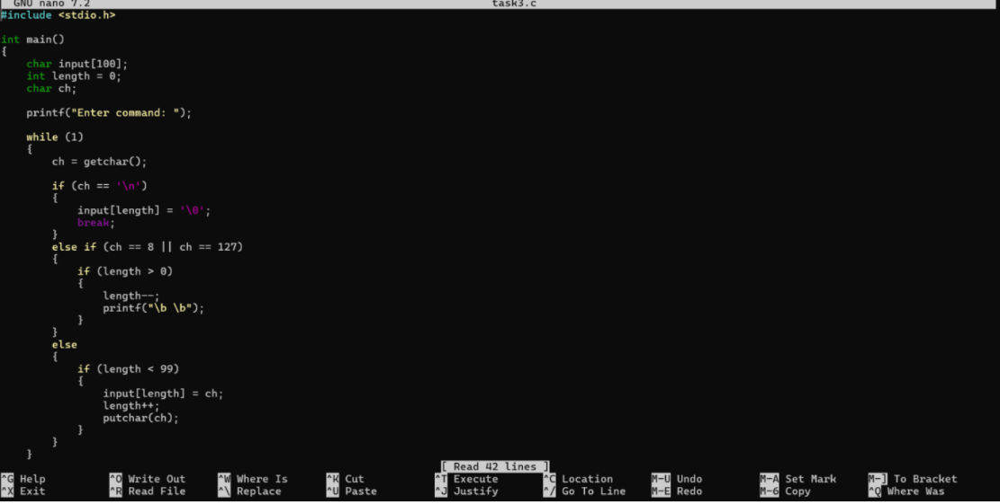 GNU nano 7.2 task3.c
#include <stdio.h>
int main()
{
    char input[100];
    int length = 0;
    char ch;
    printf("Enter command: ");
    while (1)
    {
        ch = getchar();
        if (ch == '\n')
        {
            input[length] = '\0';
            break;
        }
        else if (ch == 8 || ch == 127)
        {
            if (length > 0)
            {
                length--;
                printf("\b \b");
            }
        }
        else
        {
            if (length < 99)
            {
                input[length] = ch;
                length++;
                putchar(ch);
            }
        }
    }
[ Read 42 lines ]
^G Help ^O Write Out ^W Where Is ^K Cut ^T Execute ^C Location M-U Undo M-A Set Mark M-] To Bracket
^X Exit ^R Read File ^\ Replace ^U Paste ^J Justify ^/ Go To Line M-E Redo M-6 Copy ^Q Where Was